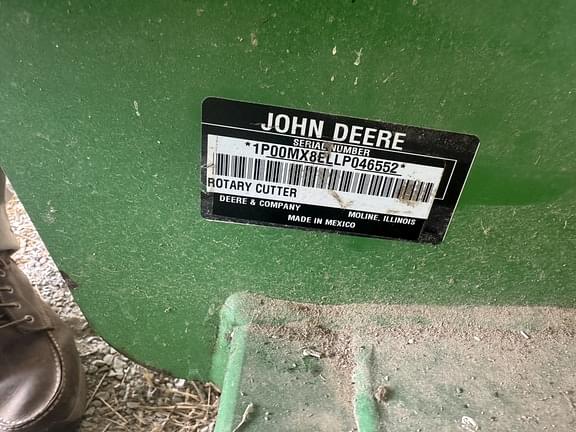 JOHN DEERE
SERIAL NUMBER
*1P00MX8ELLP046552*
ROTARY CUTTER
DEERE & COMPANY MOLINE, ILLINOIS
MADE IN MEXICO